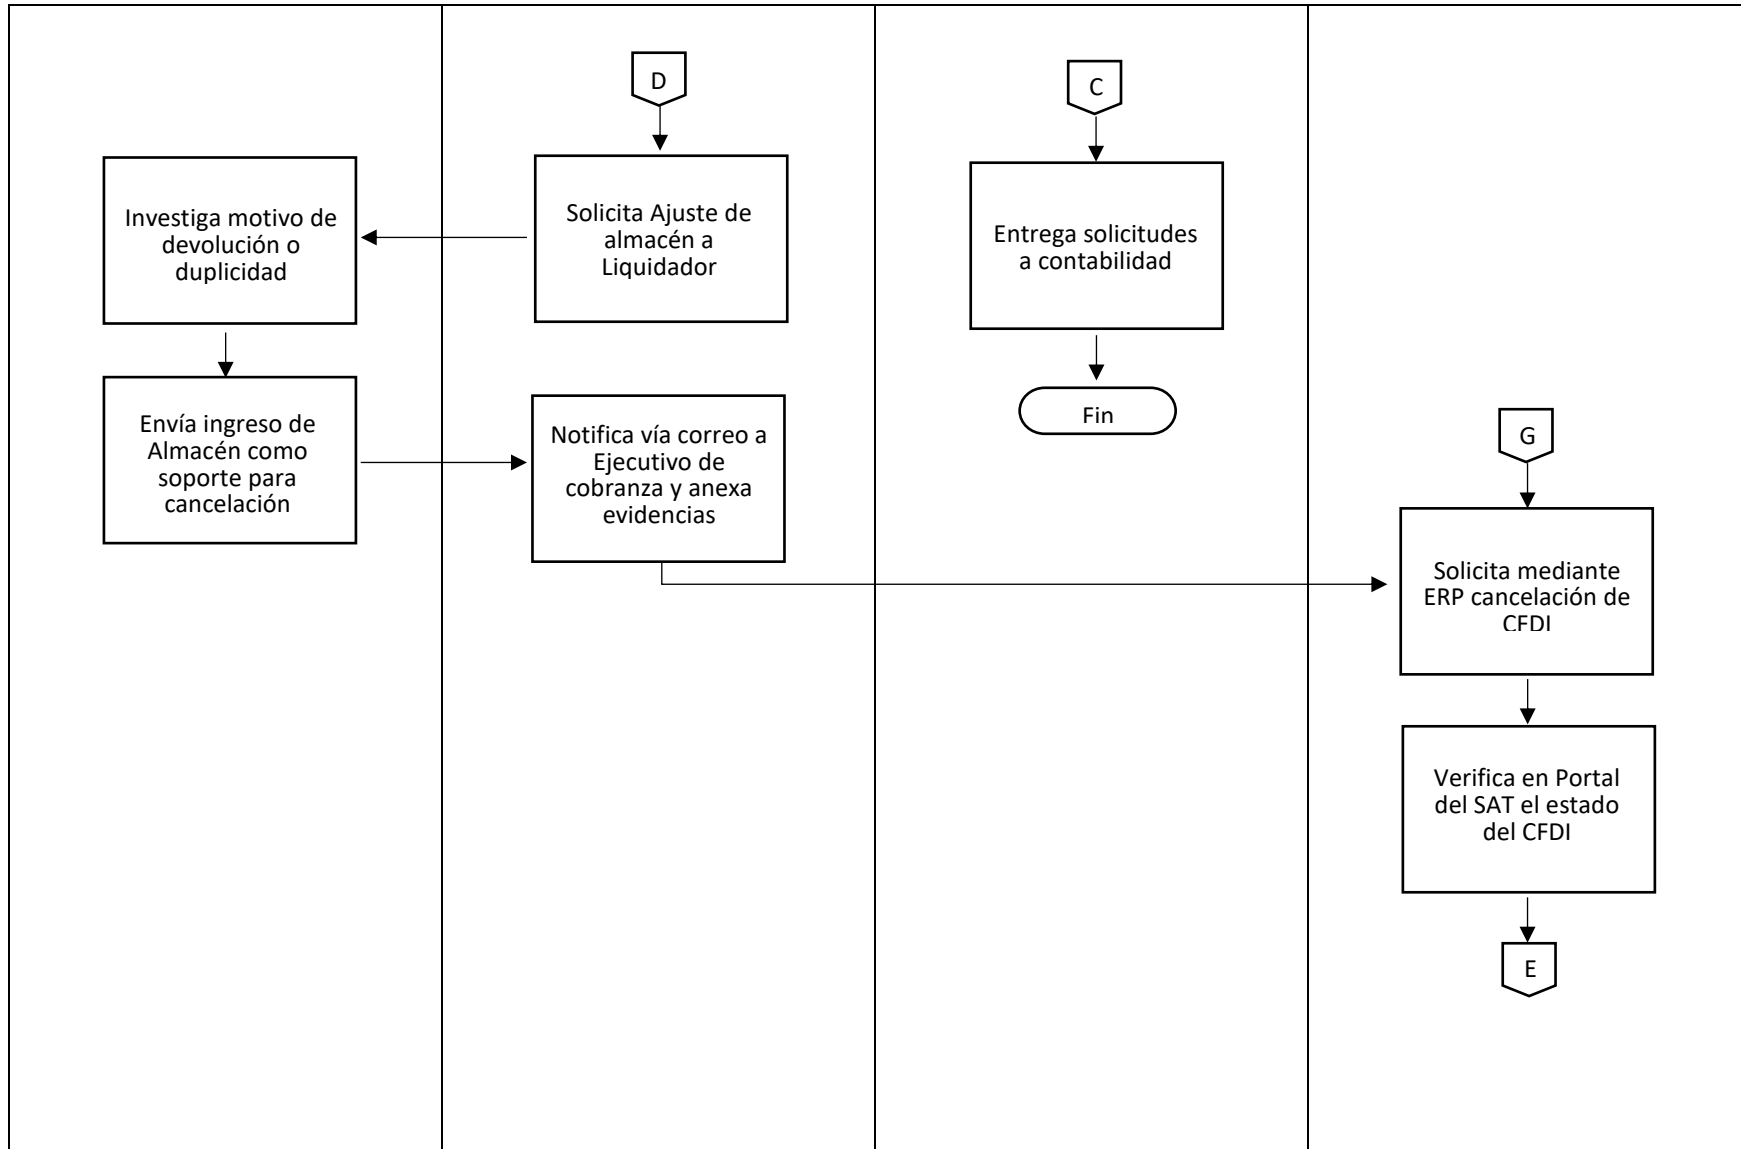 D
C
Investiga motivo de
devolución o
duplicidad
Solicita Ajuste de
almacén a
Liquidador
Entrega solicitudes
a contabilidad
Envía ingreso de
Almacén como
soporte para
cancelación
Notifica vía correo a
Ejecutivo de
cobranza y anexa
evidencias
Fin
G
Solicita mediante
ERP cancelación de
CFDI
Verifica en Portal
del SAT el estado
del CFDI
E